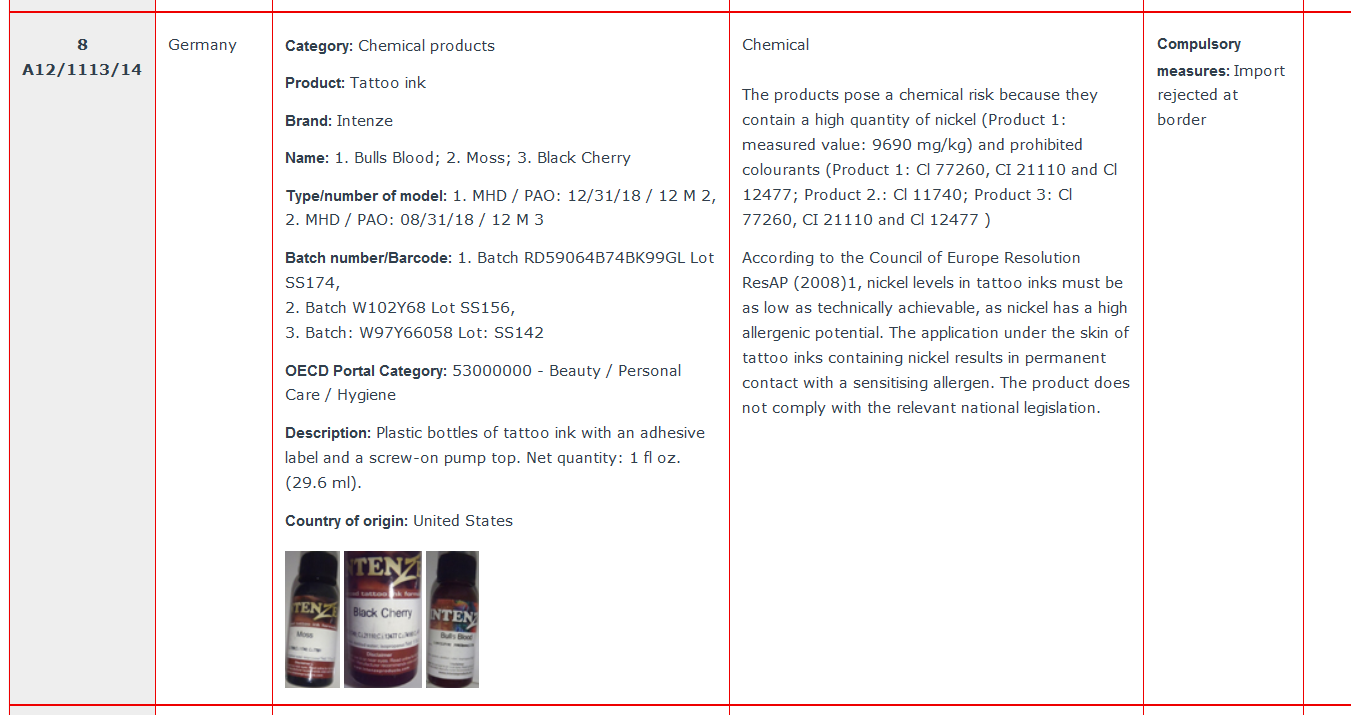 8
A12/1113/14
Germany
Category: Chemical products
Product: Tattoo ink
Brand: Intenze
Name: 1. Bulls Blood; 2. Moss; 3. Black Cherry
Type/number of model: 1. MHD / PAO: 12/31/18 / 12 M 2,
2. MHD / PAO: 08/31/18 / 12 M 3
Batch number/Barcode: 1. Batch RD59064B74BK99GL Lot
SS174,
2. Batch W102Y68 Lot SS156,
3. Batch: W97Y66058 Lot: SS142
OECD Portal Category: 53000000 - Beauty / Personal
Care / Hygiene
Description: Plastic bottles of tattoo ink with an adhesive
label and a screw-on pump top. Net quantity: 1 fl oz.
(29.6 ml).
Country of origin: United States
TENZ
Moss
TENZ
Black Cherry
Disclaimer
INTENZ
Bulls Blood
Chemical
The products pose a chemical risk because they
contain a high quantity of nickel (Product 1:
measured value: 9690 mg/kg) and prohibited
colourants (Product 1: Cl 77260, CI 21110 and Cl
12477; Product 2.: Cl 11740; Product 3: Cl
77260, CI 21110 and Cl 12477 )
According to the Council of Europe Resolution
ResAP (2008)1, nickel levels in tattoo inks must be
as low as technically achievable, as nickel has a high
allergenic potential. The application under the skin of
tattoo inks containing nickel results in permanent
contact with a sensitising allergen. The product does
not comply with the relevant national legislation.
Compulsory
measures: Import
rejected at
border